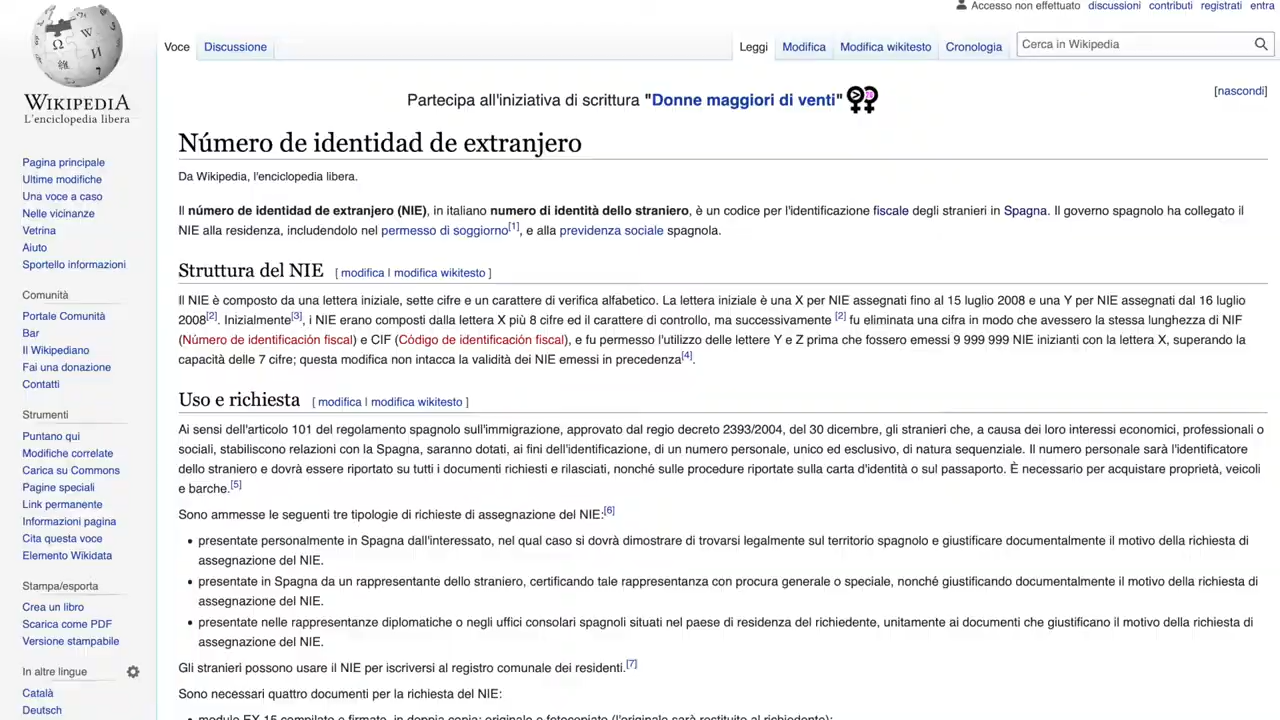 Accesso non effettuato discussioni contributi registrati entra
Voce Discussione Leggi Modifica Modifica wikitesto Cronologia Cerca in Wikipedia
WIKIPEDIA
L'enciclopedia libera
Partecipa all'iniziativa di scrittura "Donne maggiori di venti" [nascondi]
Número de identidad de extranjero
Da Wikipedia, l'enciclopedia libera.
Il número de identidad de extranjero (NIE), in italiano numero di identità dello straniero, è un codice per l'identificazione fiscale degli stranieri in Spagna. Il governo spagnolo ha collegato il
NIE alla residenza, includendolo nel permesso di soggiorno[1], e alla previdenza sociale spagnola.
Struttura del NIE [ modifica | modifica wikitesto ]
Il NIE è composto da una lettera iniziale, sette cifre e un carattere di verifica alfabetico. La lettera iniziale è una X per NIE assegnati fino al 15 luglio 2008 e una Y per NIE assegnati dal 16 luglio
2008[2]. Inizialmente[3], i NIE erano composti dalla lettera X più 8 cifre ed il carattere di controllo, ma successivamente [2] fu eliminata una cifra in modo che avessero la stessa lunghezza di NIF
(Número de identificación fiscal) e CIF (Código de identificación fiscal), e fu permesso l'utilizzo delle lettere Y e Z prima che fossero emessi 9 999 999 NIE inizianti con la lettera X, superando la
capacità delle 7 cifre; questa modifica non intacca la validità dei NIE emessi in precedenza[4].
Uso e richiesta [ modifica | modifica wikitesto ]
Ai sensi dell'articolo 101 del regolamento spagnolo sull'immigrazione, approvato dal regio decreto 2393/2004, del 30 dicembre, gli stranieri che, a causa dei loro interessi economici, professionali o
sociali, stabiliscono relazioni con la Spagna, saranno dotati, ai fini dell'identificazione, di un numero personale, unico ed esclusivo, di natura sequenziale. Il numero personale sarà l'identificatore
dello straniero e dovrà essere riportato su tutti i documenti richiesti e rilasciati, nonché sulle procedure riportate sulla carta d'identità o sul passaporto. È necessario per acquistare proprietà, veicoli
e barche.[5]
Sono ammesse le seguenti tre tipologie di richieste di assegnazione del NIE:[6]
• presentate personalmente in Spagna dall'interessato, nel qual caso si dovrà dimostrare di trovarsi legalmente sul territorio spagnolo e giustificare documentalmente il motivo della richiesta di
assegnazione del NIE.
• presentate in Spagna da un rappresentante dello straniero, certificando tale rappresentanza con procura generale o speciale, nonché giustificando documentalmente il motivo della richiesta di
assegnazione del NIE.
• presentate nelle rappresentanze diplomatiche o negli uffici consolari spagnoli situati nel paese di residenza del richiedente, unitamente ai documenti che giustificano il motivo della richiesta di
assegnazione del NIE.
Gli stranieri possono usare il NIE per iscriversi al registro comunale dei residenti.[7]
Sono necessari quattro documenti per la richiesta del NIE:
• modulo EX-15 compilato e firmato, in doppia copia: originale e fotocopiato (l'originale sarà restituito al richiedente);
Pagina principale
Ultime modifiche
Una voce a caso
Nelle vicinanze
Vetrina
Aiuto
Sportello informazioni
Comunità
Portale Comunità
Bar
Il Wikipediano
Fai una donazione
Contatti
Strumenti
Puntano qui
Modifiche correlate
Carica su Commons
Pagine speciali
Link permanente
Informazioni pagina
Cita questa voce
Elemento Wikidata
Stampa/esporta
Crea un libro
Scarica come PDF
Versione stampabile
In altre lingue
Català
Deutsch